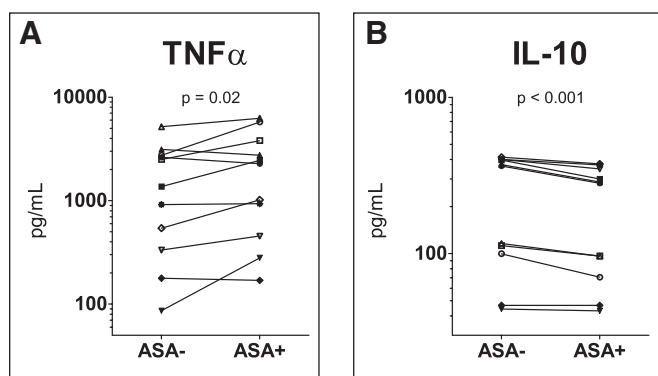 A
TNFα
p = 0.02
10000
1000
100
pg/mL
ASA-
ASA+
B
IL-10
p < 0.001
1000
100
pg/mL
ASA-
ASA+